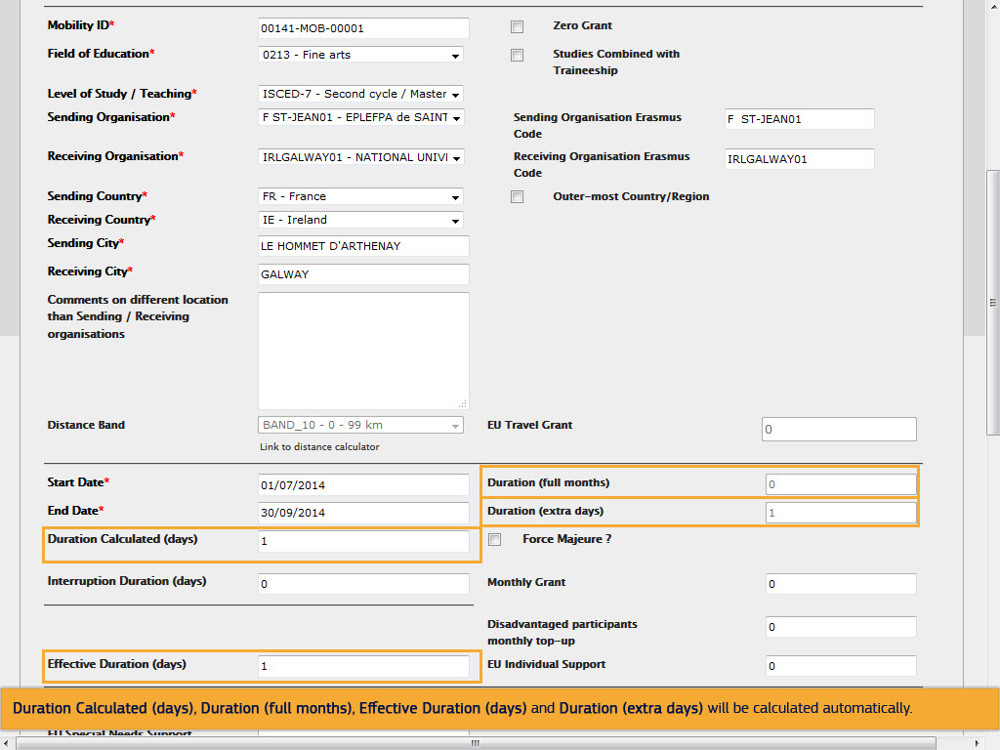 Mobility ID* 00141-MOB-00001 Zero Grant
Field of Education* 0213 - Fine arts Studies Combined with
Traineeship
Level of Study / Teaching* ISCED-7 - Second cycle / Master
Sending Organisation* F ST-JEAN01 - EPLEFPA de SAINT Sending Organisation Erasmus F ST-JEAN01
Code
Receiving Organisation* IRLGALWAY01 - NATIONAL UNIV Receiving Organisation Erasmus IRLGALWAY01
Code
Sending Country* FR - France Outer-most Country/Region
Receiving Country* IE - Ireland
Sending City* LE HOMMET D'ARTHENAY
Receiving City* GALWAY
Comments on different location
than Sending / Receiving
organisations
Distance Band BAND_10 - 0 - 99 km EU Travel Grant 0
Link to distance calculator
Start Date* 01/07/2014 Duration (full months) 0
End Date* 30/09/2014 Duration (extra days) 1
Duration Calculated (days) 1 Force Majeure ?
Interruption Duration (days) 0 Monthly Grant 0
Disadvantaged participants 0
monthly top-up
Effective Duration (days) 1 EU Individual Support 0
Duration Calculated (days), Duration (full months), Effective Duration (days) and Duration (extra days) will be calculated automatically.
EU Special Needs Support